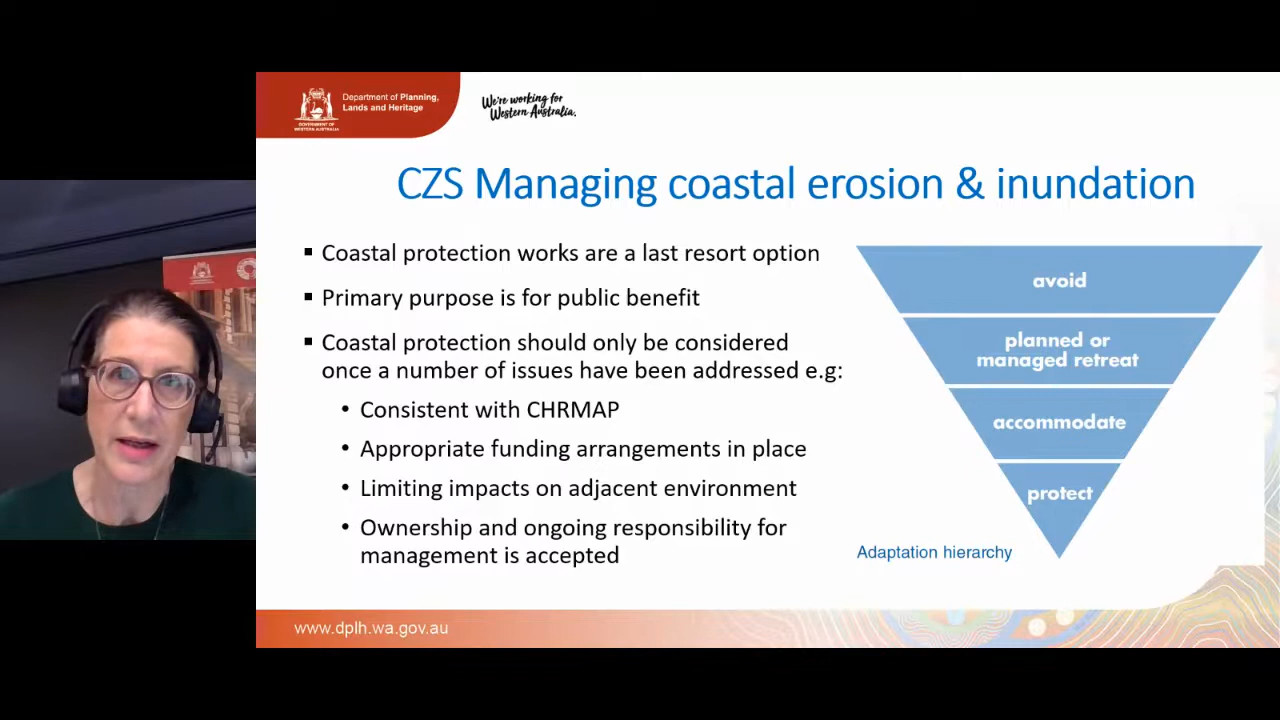 Department of Planning,
Lands and Heritage
GOVERNMENT OF
WESTERN AUSTRALIA
We're working for
Western Australia.
CZS Managing coastal erosion & inundation
▪ Coastal protection works are a last resort option
▪ Primary purpose is for public benefit
▪ Coastal protection should only be considered
once a number of issues have been addressed e.g:
• Consistent with CHRMAP
• Appropriate funding arrangements in place
• Limiting impacts on adjacent environment
• Ownership and ongoing responsibility for
management is accepted
avoid
planned or
managed retreat
accommodate
protect
Adaptation hierarchy
www.dplh.wa.gov.au